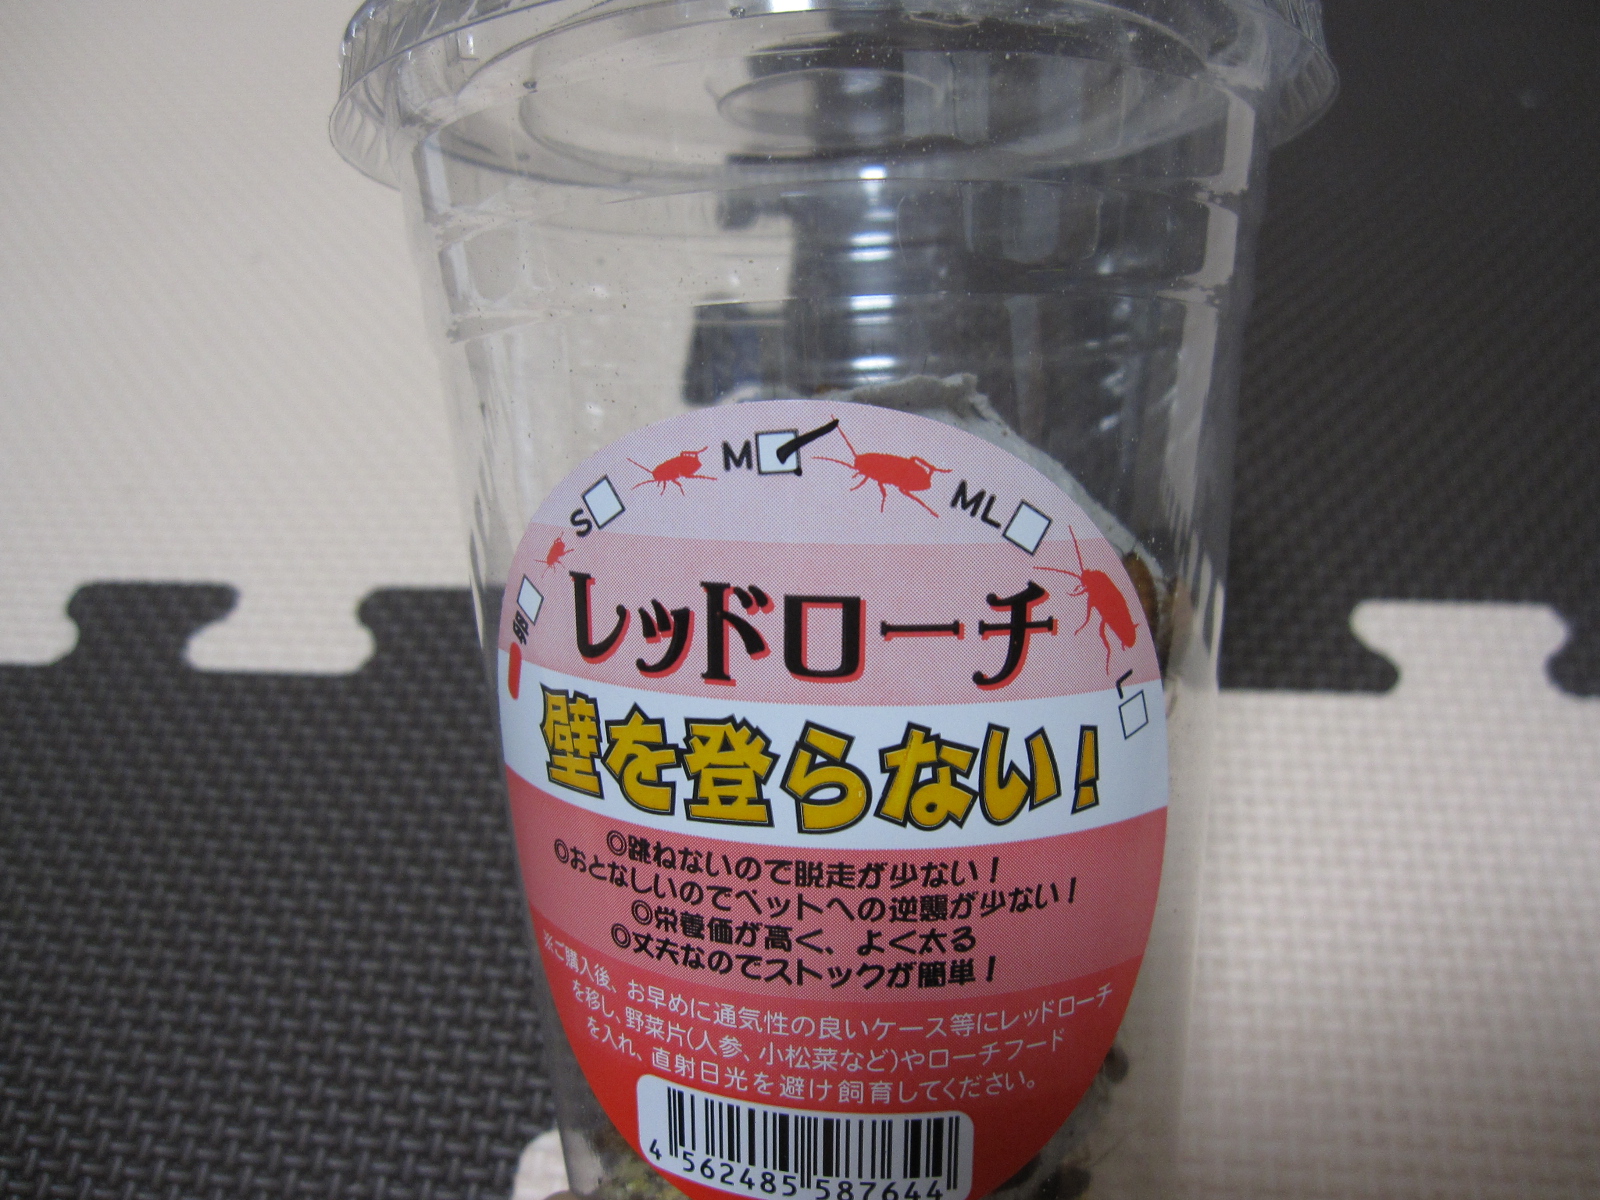 卵
S
M
ML
L
レッドローチ
壁を登らない!
◎跳ねないので脱走が少ない!
◎おとなしいのでペットへの逆襲が少ない!
◎栄養価が高く、よく太る
◎丈夫なのでストックが簡単!
※ご購入後、お早めに通気性の良いケース等にレッドローチ
を移し、野菜片(人参、小松菜など)やローチフード
を入れ、直射日光を避け飼育してください。
4 562485 587644